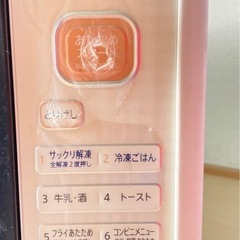 あたため
とりけし
1 サックリ解凍
全解凍2度押し
2 冷凍ごはん
3 牛乳・酒
4 トースト
5 フライあたため
6 コンビニメニュー